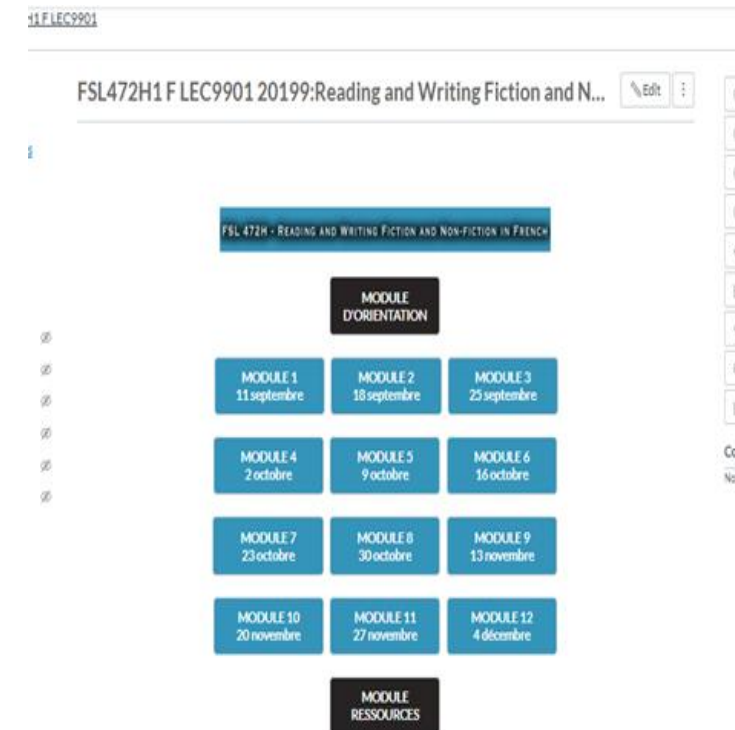 H1 F LEC9901
FSL472H1 F LEC9901 20199:Reading and Writing Fiction and N...
Edit
FSL 472H - READING AND WRITING FICTION AND NON-FICTION IN FRENCH
MODULE
D'ORIENTATION
MODULE 1
11 septembre
MODULE 2
18 septembre
MODULE 3
25 septembre
MODULE 4
2 octobre
MODULE 5
9 octobre
MODULE 6
16 octobre
MODULE 7
23 octobre
MODULE 8
30 octobre
MODULE 9
13 novembre
MODULE 10
20 novembre
MODULE 11
27 novembre
MODULE 12
4 décembre
MODULE
RESSOURCES